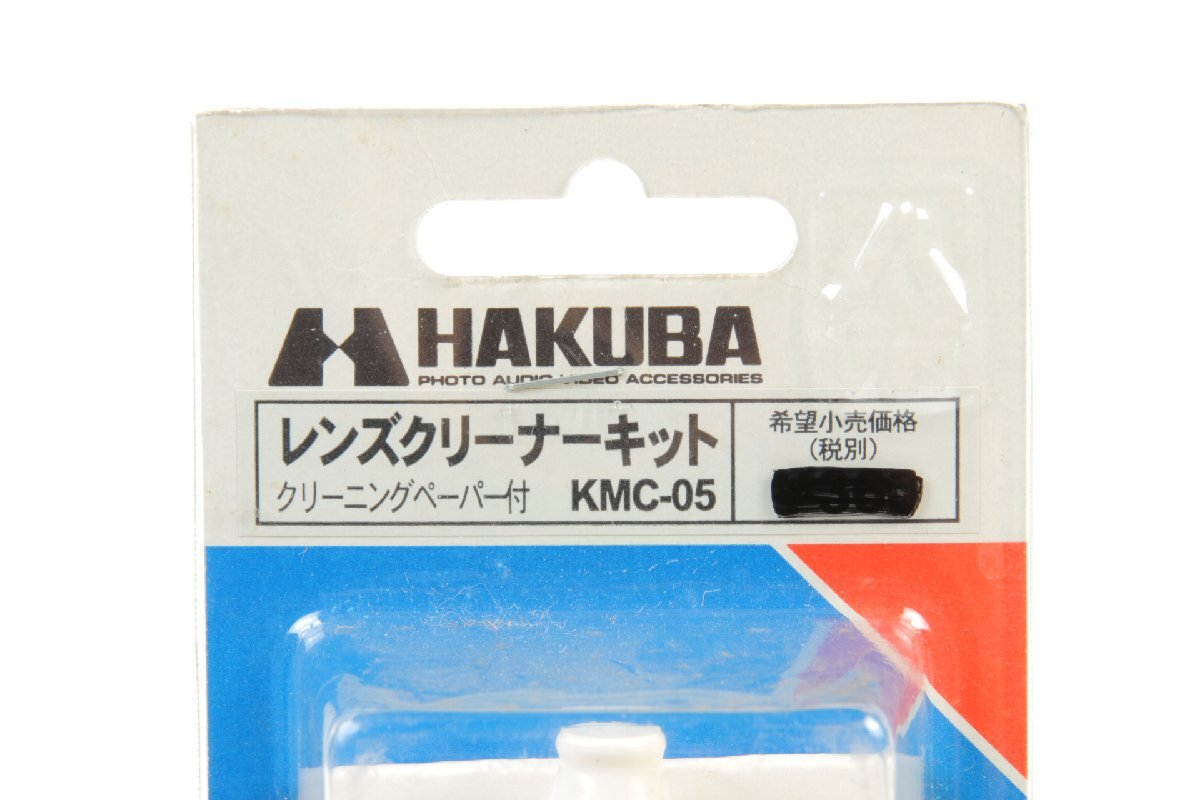 HAKUBA
PHOTO AUDIO VIDEO ACCESSORIES
レンズクリーナーキット
クリーニングペーパー付 KMC-05
希望小売価格
(税別)